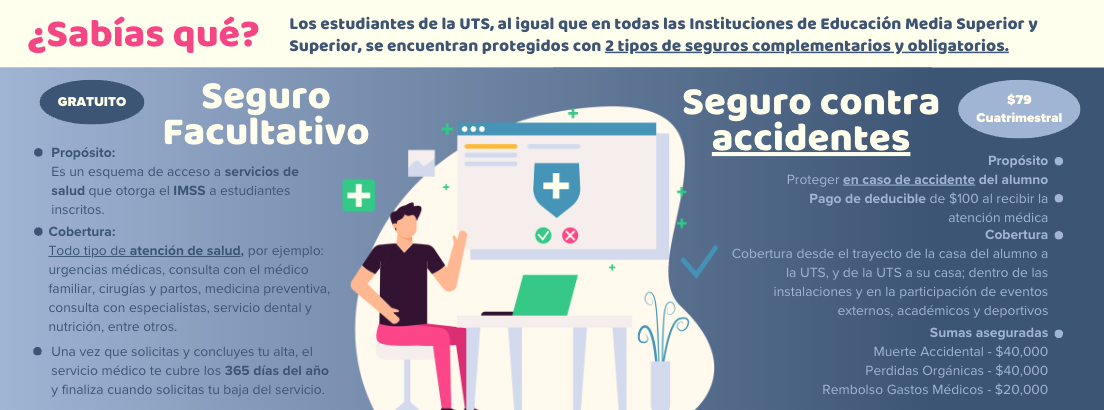 ¿Sabías qué?
Los estudiantes de la UTS, al igual que en todas las Instituciones de Educación Media Superior y
Superior, se encuentran protegidos con 2 tipos de seguros complementarios y obligatorios.
GRATUITO
Seguro
Facultativo
Propósito:
Es un esquema de acceso a servicios de
salud que otorga el IMSS a estudiantes
inscritos.
Cobertura:
Todo tipo de atención de salud, por ejemplo:
urgencias médicas, consulta con el médico
familiar, cirugías y partos, medicina preventiva,
consulta con especialistas, servicio dental y
nutrición, entre otros.
Una vez que solicitas y concluyes tu alta, el
servicio médico te cubre los 365 días del año
y finaliza cuando solicitas tu baja del servicio.
Seguro contra
accidentes
$79
Cuatrimestral
Propósito
Proteger en caso de accidente del alumno
Pago de deducible de $100 al recibir la
atención médica
Cobertura
Cobertura desde el trayecto de la casa del alumno a
la UTS, y de la UTS a su casa; dentro de las
instalaciones y en la participación de eventos
externos, académicos y deportivos
Sumas aseguradas
Muerte Accidental - $40,000
Perdidas Orgánicas - $40,000
Rembolso Gastos Médicos - $20,000